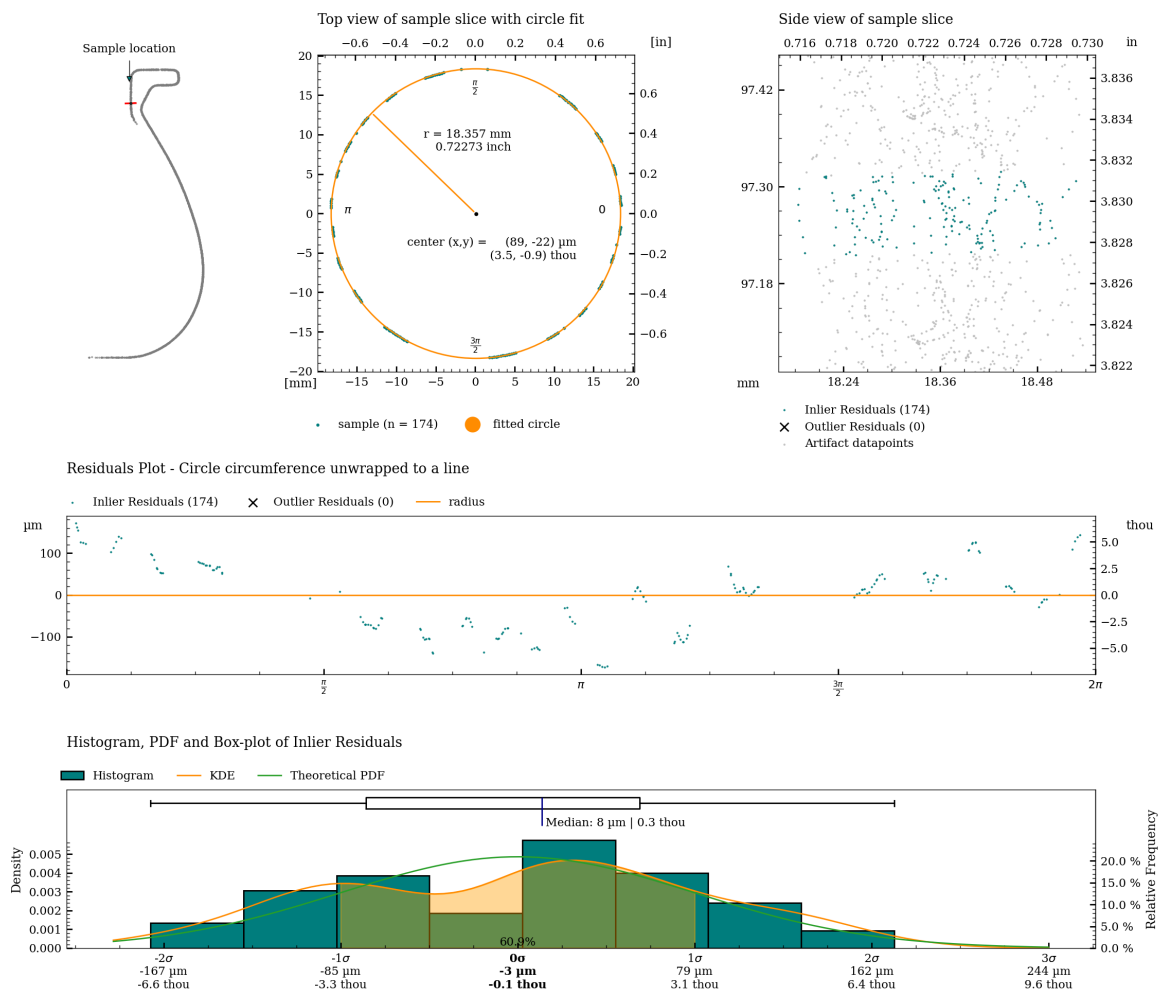 Sample location
Top view of sample slice with circle fit
−0.6 −0.4 −0.2 0.0 0.2 0.4 0.6 [in]
20
15
10
5
0
−5
−10
−15
−20
0.6
0.4
0.2
0.0
−0.2
−0.4
−0.6
π/2
r = 18.357 mm
0.72273 inch
π 0
center (x,y) = (89, -22) µm
(3.5, -0.9) thou
3π/2
[mm] −15 −10 −5 0 5 10 15 20
sample (n = 174) fitted circle
Side view of sample slice
0.716 0.718 0.720 0.722 0.724 0.726 0.728 0.730 in
97.42
97.30
97.18
3.836
3.834
3.832
3.830
3.828
3.826
3.824
3.822
mm 18.24 18.36 18.48
Inlier Residuals (174)
Outlier Residuals (0)
Artifact datapoints
Residuals Plot - Circle circumference unwrapped to a line
Inlier Residuals (174) Outlier Residuals (0) radius
µm thou
100
0
−100
5.0
2.5
0.0
−2.5
−5.0
0 π/2 π 3π/2 2π
Histogram, PDF and Box-plot of Inlier Residuals
Histogram KDE Theoretical PDF
Median: 8 µm | 0.3 thou
Density
0.005
0.004
0.003
0.002
0.001
0.000
Relative Frequency
20.0 %
15.0 %
10.0 %
5.0 %
0.0 %
60.9%
-2σ -1σ 0σ 1σ 2σ 3σ
-167 µm -85 µm -3 µm 79 µm 162 µm 244 µm
-6.6 thou -3.3 thou -0.1 thou 3.1 thou 6.4 thou 9.6 thou